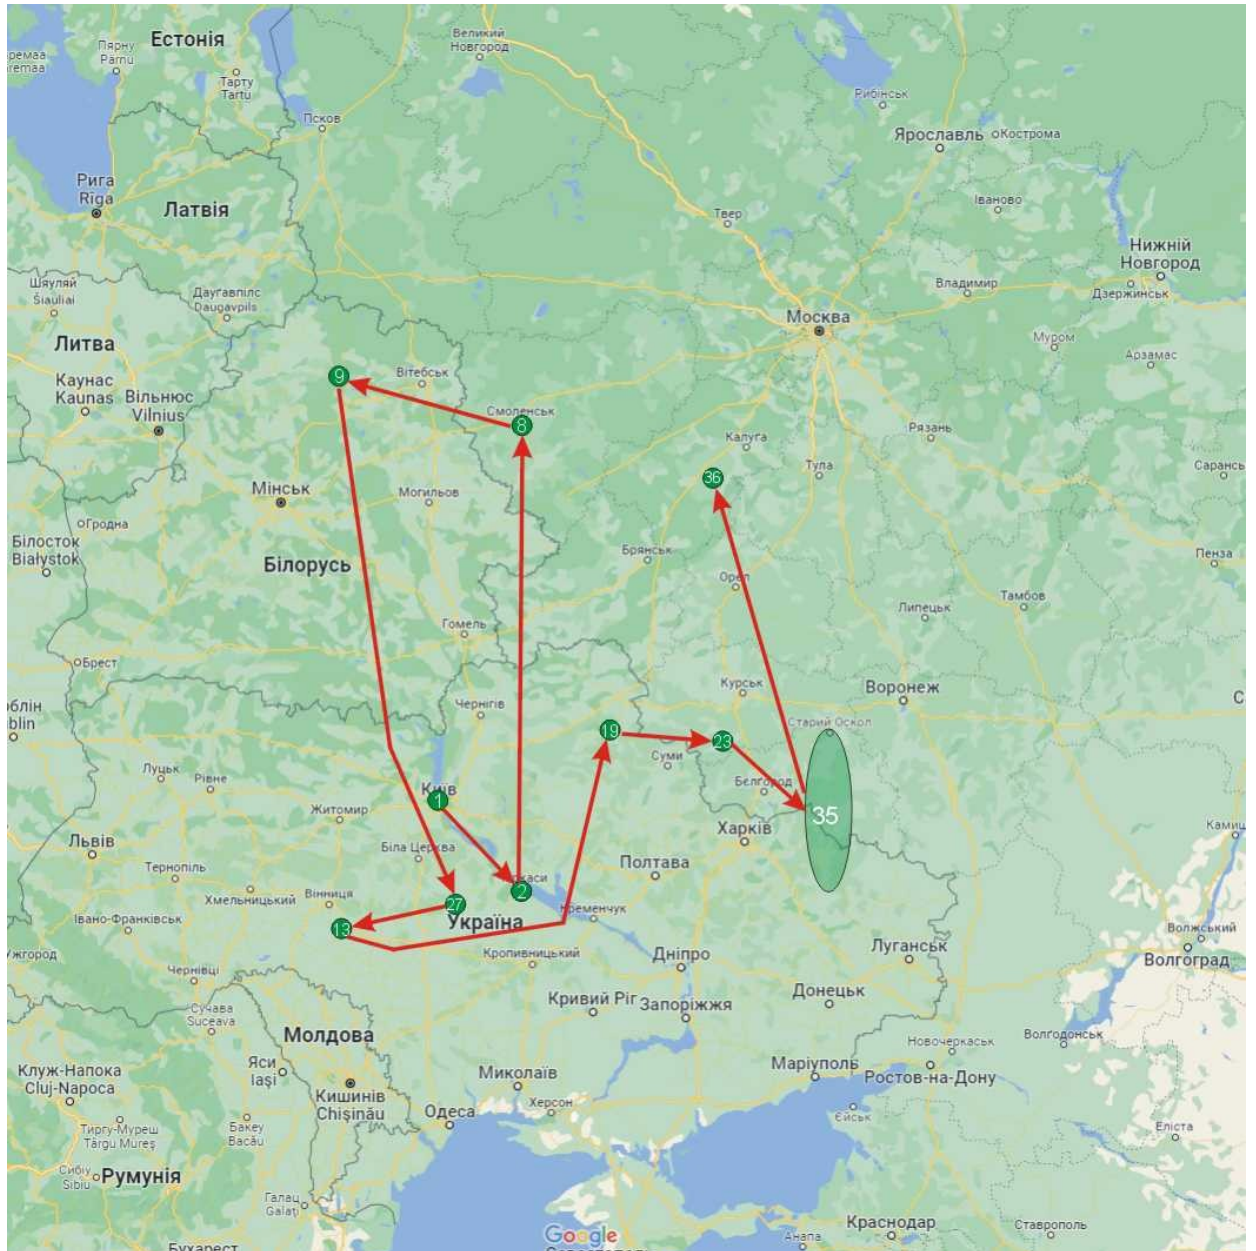 Естонія
Великий
Новгород
Пярну
Pärnu
Тарту
Tartu
Рибінськ
Псков
Ярославль
Кострома
Рига
Rīga
Латвія
Іваново
Твер
Нижній
Новгород
Шяуляй
Šiauliai
Даугавпілс
Daugavpils
Владимир
Дзержинськ
Москва
Литва
Муром
Арзамас
Каунас
Kaunas
Вільнюс
Vilnius
9
Вітебськ
Смоленськ
8
Калуга
Рязань
Тула
36
Мінськ
Могильов
Гродна
Білосток
Białystok
Білорусь
Брянськ
Пенза
Орел
Липецьк
Тамбов
Гомель
Брест
Курськ
Воронеж
Чернігів
Старий Оскол
19
23
Суми
Луцьк
Рівне
Бєлгород
Київ
1
Житомир
35
Харків
Львів
Біла Церква
Полтава
Тернопіль
Хмельницький
Вінниця
2
27
Україна
Кременчук
Івано-Франківськ
13
Волжський
Волгоград
Луганськ
Кропивницький
Дніпро
Чернівці
Сучава
Suceava
Кривий Ріг
Запоріжжя
Донецьк
Молдова
Волгодонськ
Новочеркаськ
Яси
Iași
Маріуполь
Ростов-на-Дону
Клуж-Напока
Cluj-Napoca
Миколаїв
Кишинів
Chișinău
Одеса
Херсон
Єйськ
Тиргу-Муреш
Târgu Mureș
Бакеу
Bacău
Еліста
Сибіу
Sibiu
Румунія
Галац
Galați
Краснодар
Ставрополь
Google
Анапа
Бухарест